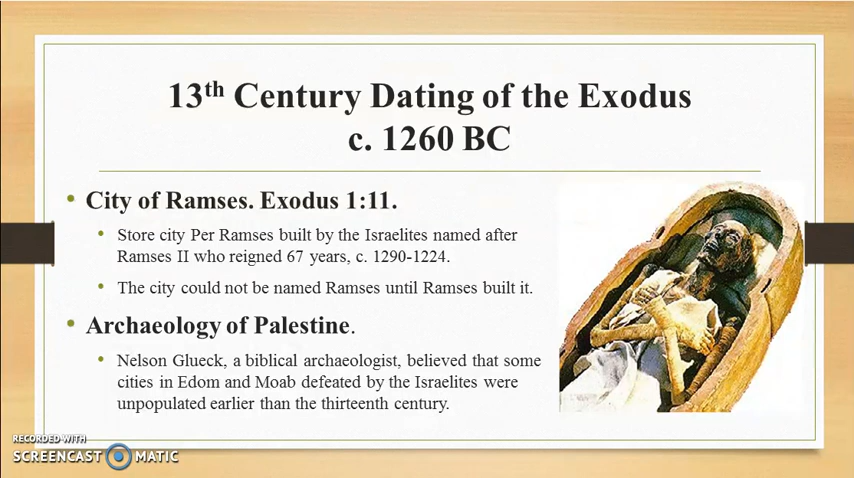 13th Century Dating of the Exodus
c. 1260 BC
• City of Ramses. Exodus 1:11.
• Store city Per Ramses built by the Israelites named after
Ramses II who reigned 67 years, c. 1290-1224.
• The city could not be named Ramses until Ramses built it.
• Archaeology of Palestine.
• Nelson Glueck, a biblical archaeologist, believed that some
cities in Edom and Moab defeated by the Israelites were
unpopulated earlier than the thirteenth century.
RECORDED WITH
SCREENCAST MATIC